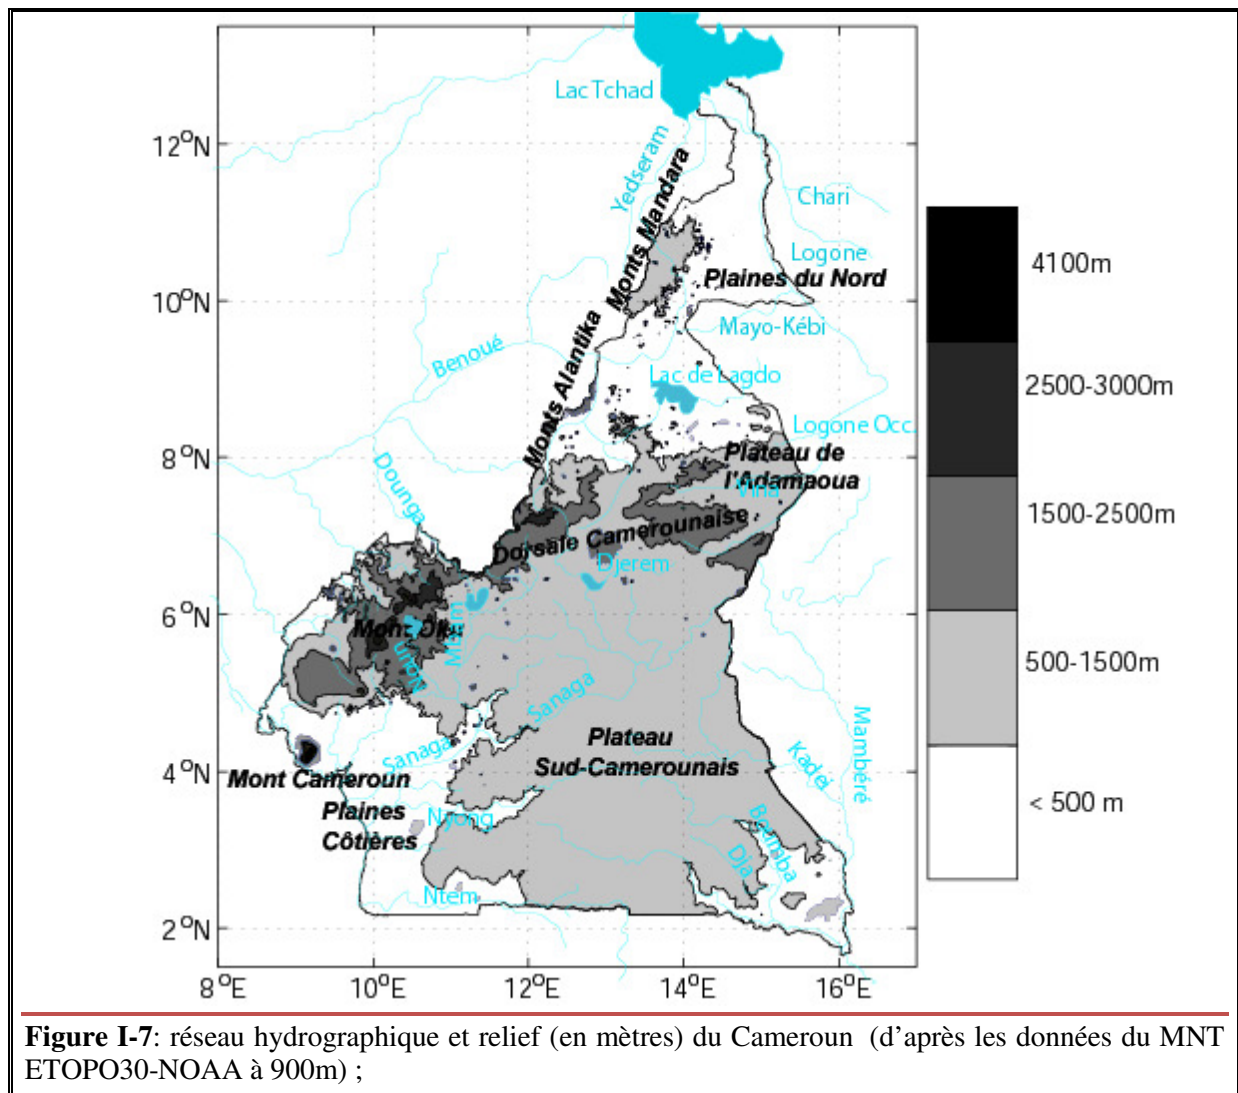 Lac Tchad
12°N
Yedseram
Monts Mandara
Chari
Logone
4100m
Plaines du Nord
10°N
Mayo-Kébi
Benoué
Monts Alantika
Lac de Lagdo
2500-3000m
Logone Occ.
8°N
Plateau de
l'Adamaoua
Vina
Dounga
1500-2500m
Dorsale Camerounaise
Djerem
6°N
Mont Oku
Mbam
Noun
500-1500m
Sanaga
Mambéré
Plateau
Sud-Camerounais
Sanaga
Kadei
4°N
Mont Cameroun
Plaines
Côtières
Nyong
< 500 m
Boumba
Dja
Ntem
2°N
8°E
10°E
12°E
14°E
16°E
Figure I-7: réseau hydrographique et relief (en mètres) du Cameroun (d'après les données du MNT
ETOPO30-NOAA à 900m) ;